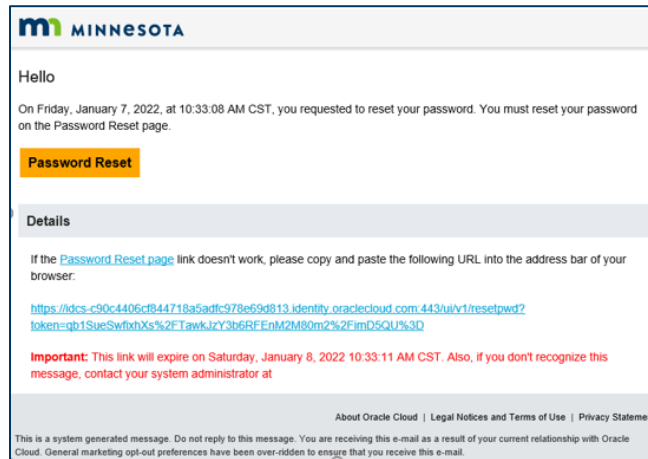 mn MINNESOTA
Hello
On Friday, January 7, 2022, at 10:33:08 AM CST, you requested to reset your password. You must reset your password
on the Password Reset page.
Password Reset
Details
If the Password Reset page link doesn't work, please copy and paste the following URL into the address bar of your
browser:
https://idcs-c90c4406cf844718a5adfc978e69d813.identity.oraclecloud.com:443/ui/v1/resetpwd?
token=qb1SueSwfixhXs%2FTawkJzY3b6RFEnM2M80m2%2FimD5QU%3D
Important: This link will expire on Saturday, January 8, 2022 10:33:11 AM CST. Also, if you don't recognize this
message, contact your system administrator at
About Oracle Cloud | Legal Notices and Terms of Use | Privacy Stateme
This is a system generated message. Do not reply to this message. You are receiving this e-mail as a result of your current relationship with Oracle
Cloud. General marketing opt-out preferences have been over-ridden to ensure that you receive this e-mail.